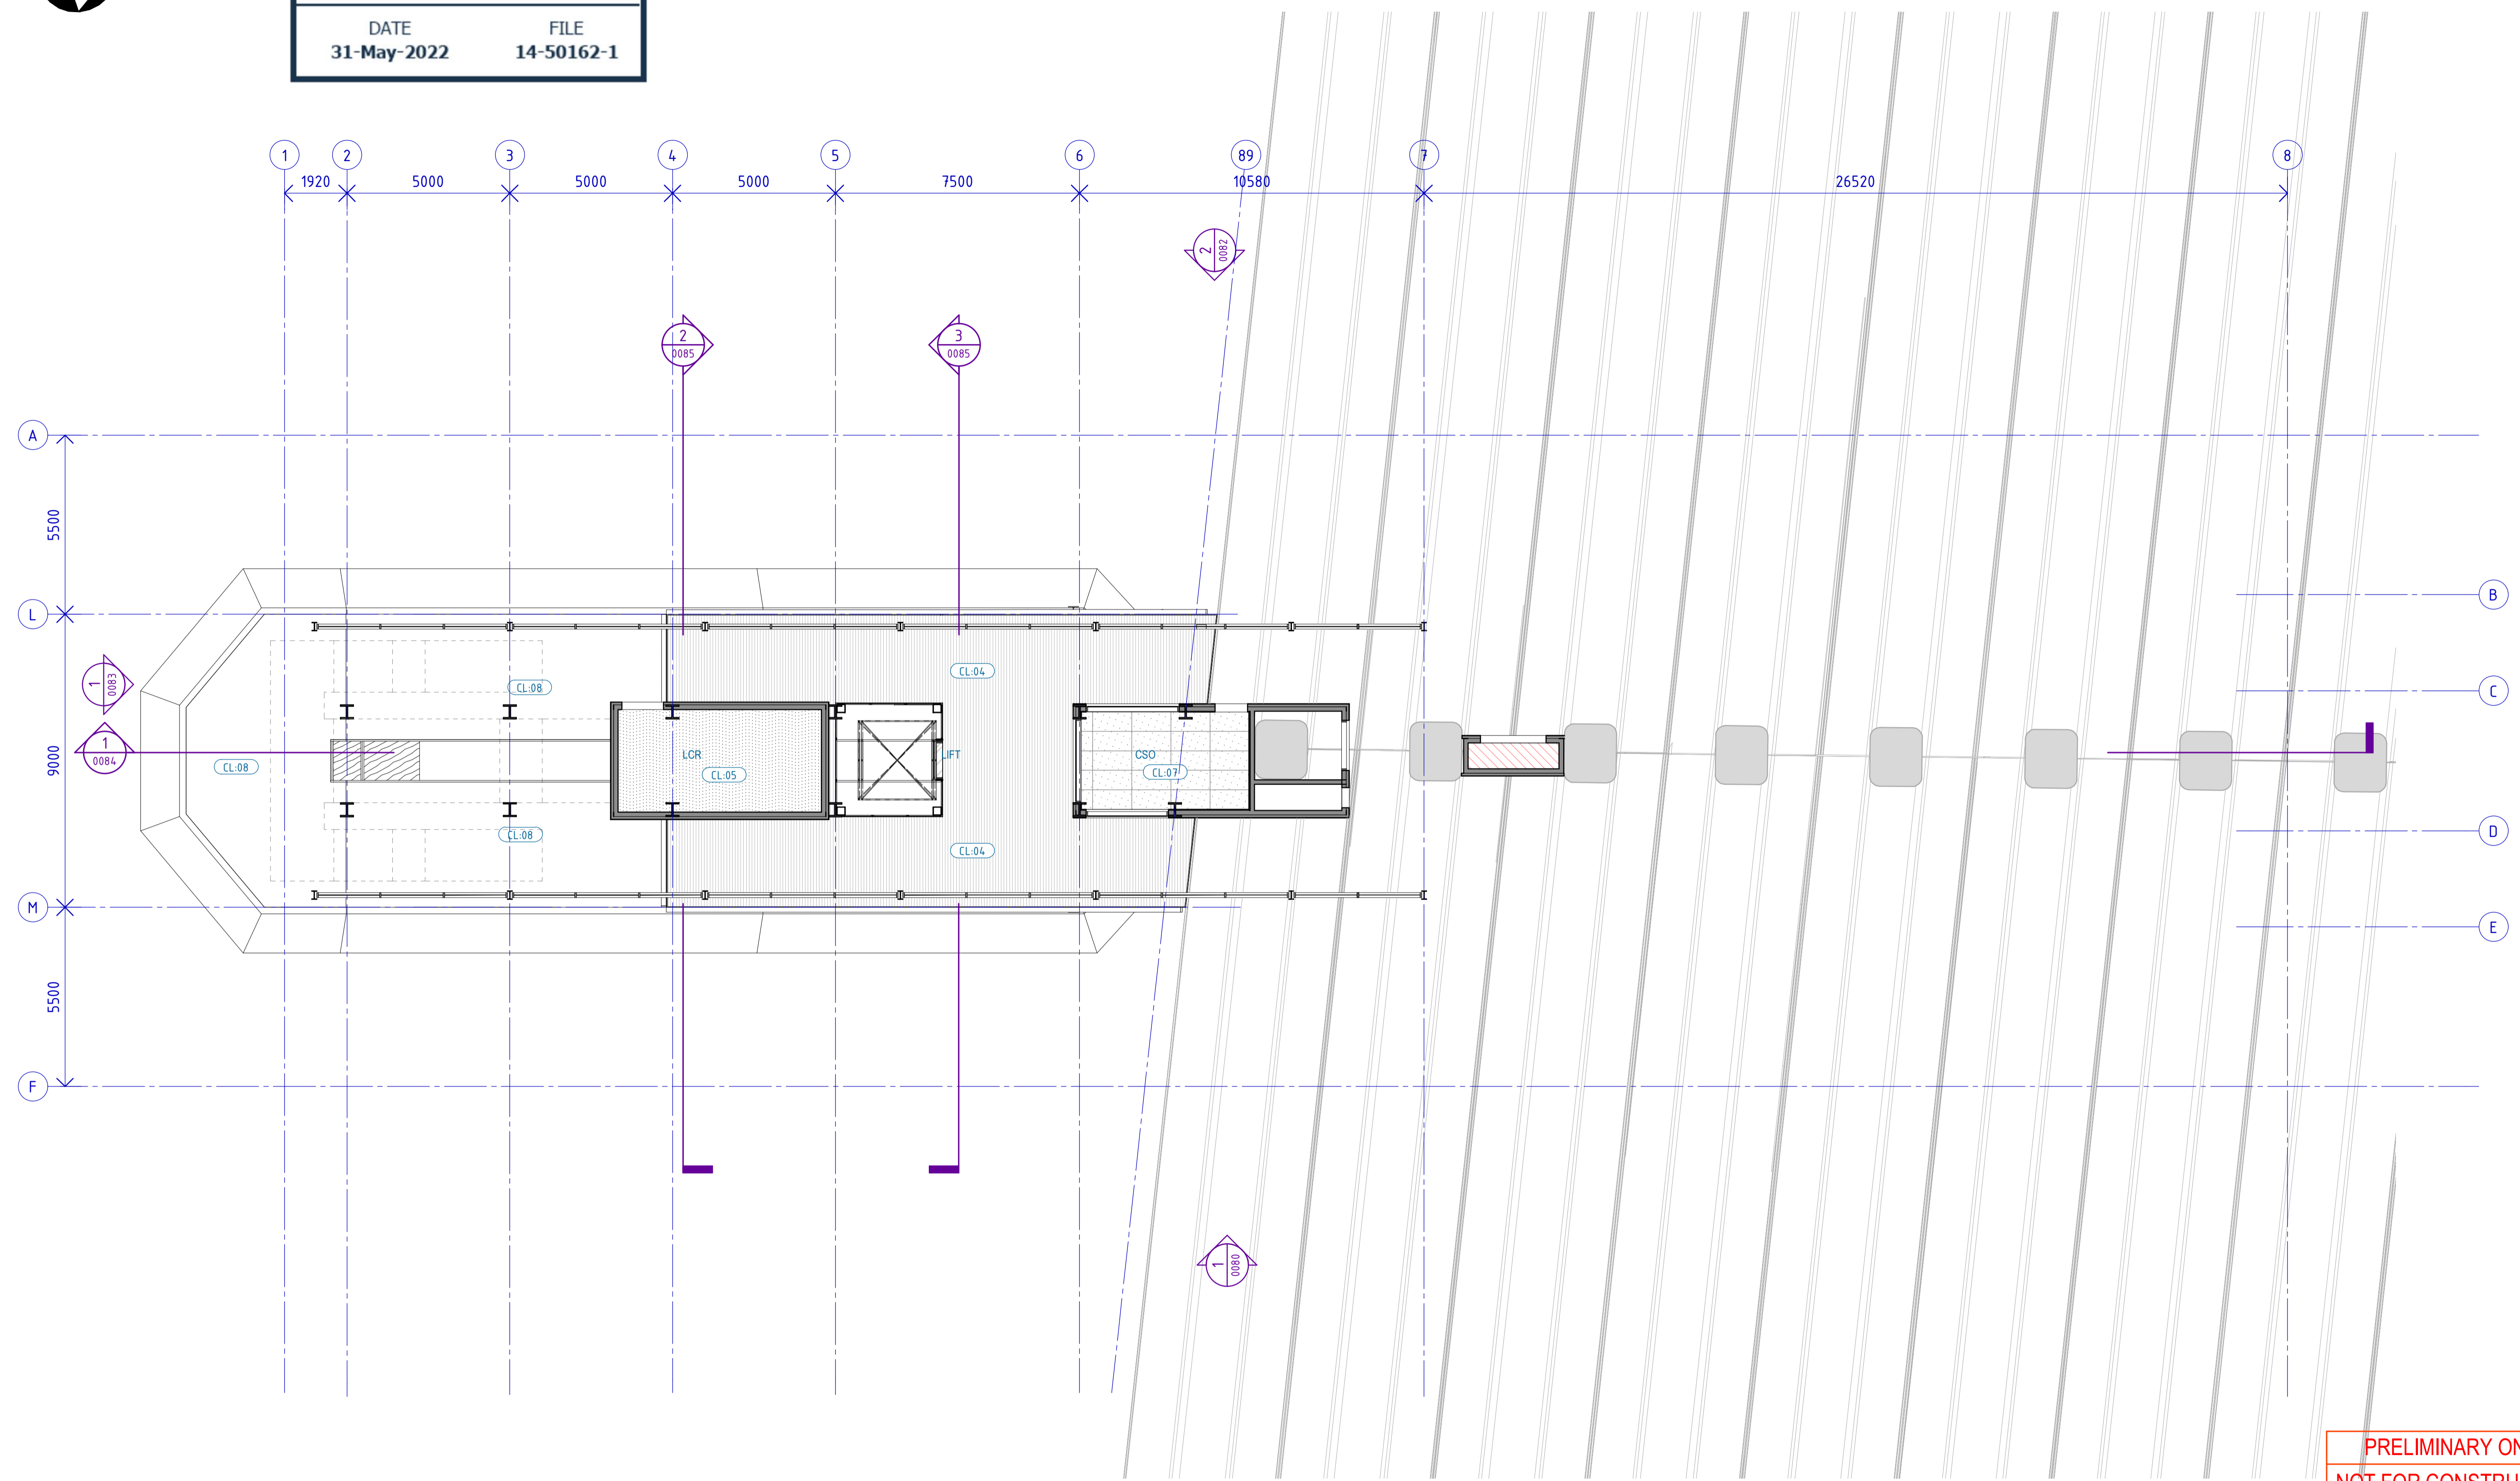 DATE FILE
31-May-2022 14-50162-1
1 2 3 4 5 6 89 7 8
1920 5000 5000 5000 7500 10580 26520
2
0082
2
0085
3
0085
A
5500
L
B
1
0083
CL:04
CL:08
C
1
0084
9000
CL:08
LCR
CL:05
LIFT
CSO
CL:07
CL:08
D
CL:04
M
E
5500
F
1
0080
PRELIMINARY ON
NOT FOR CONSTRU